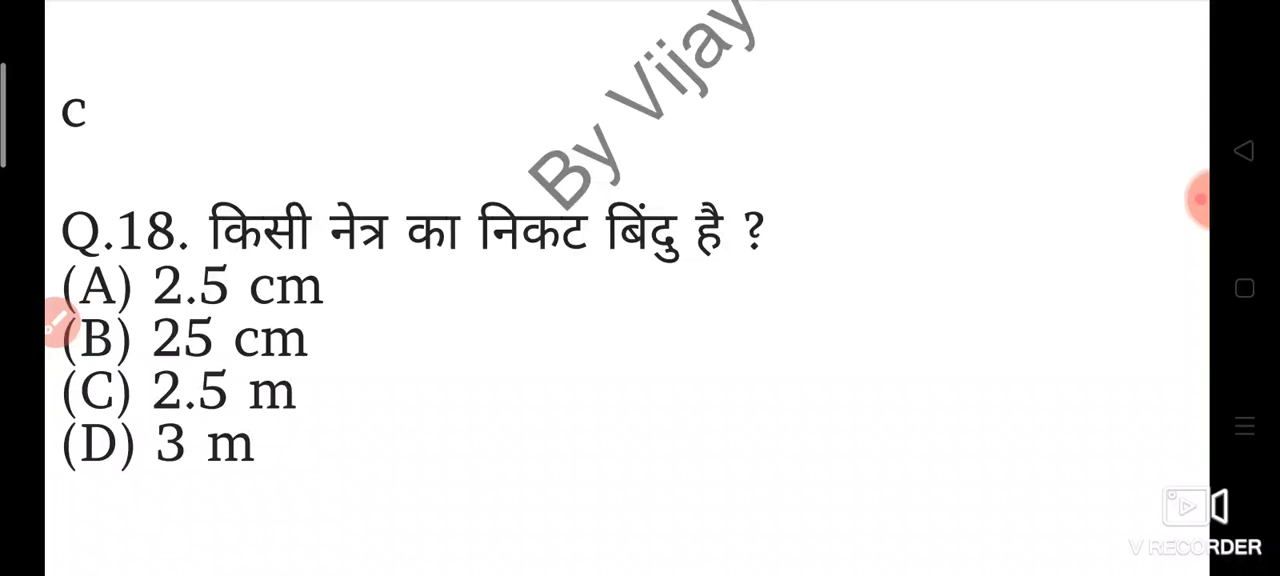 By Vijay
c
Q.18. किसी नेत्र का निकट बिंदु है ?
(A) 2.5 cm
(B) 25 cm
(C) 2.5 m
(D) 3 m
V RECORDER